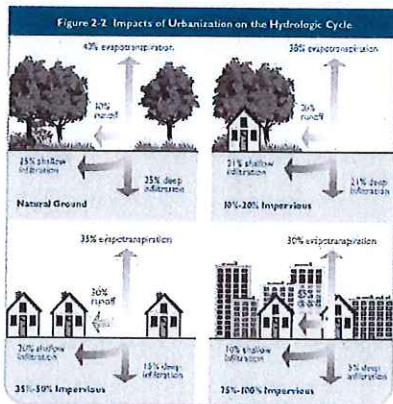 Figure 2-2 Impacts of Urbanization on the Hydrologic Cycle
40% evapotranspiration
10%
runoff
25% shallow
infiltration
25% deep
infiltration
Natural Ground
38% evapotranspiration
20%
runoff
21% shallow
infiltration
21% deep
infiltration
10%-20% Impervious
35% evapotranspiration
30%
runoff
20% shallow
infiltration
15% deep
infiltration
35%-50% Impervious
30% evapotranspiration
55%
10% shallow
infiltration
5% deep
infiltration
75%-100% Impervious